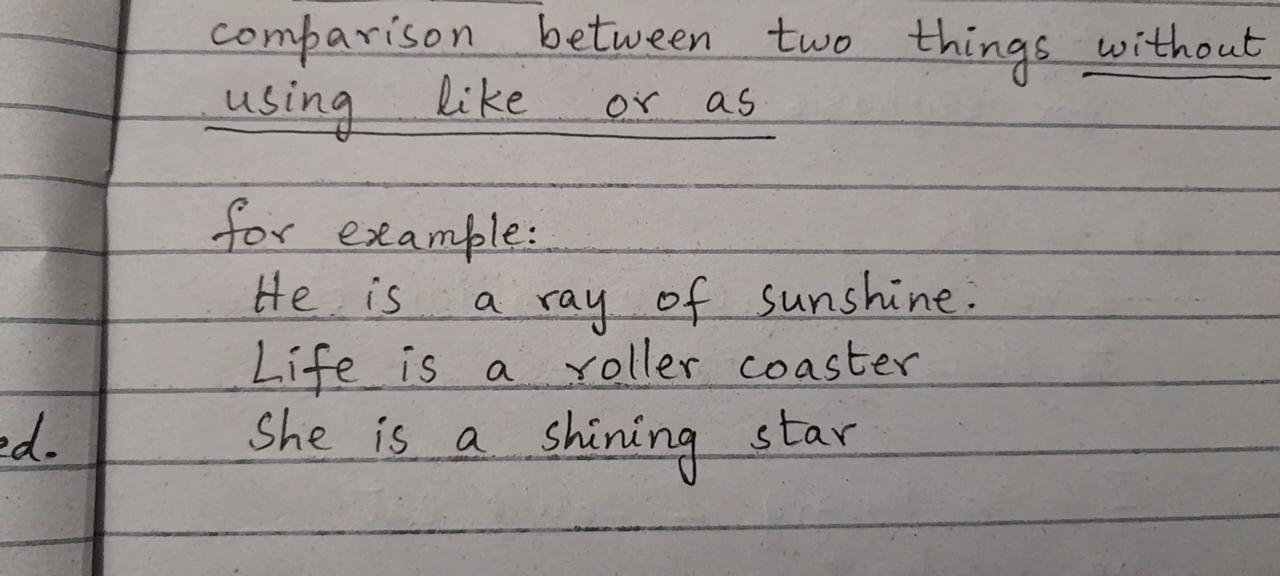 comparison between two things without
using like or as
for example:
He is a ray of sunshine.
Life is a roller coaster
ed.
She is a shining star